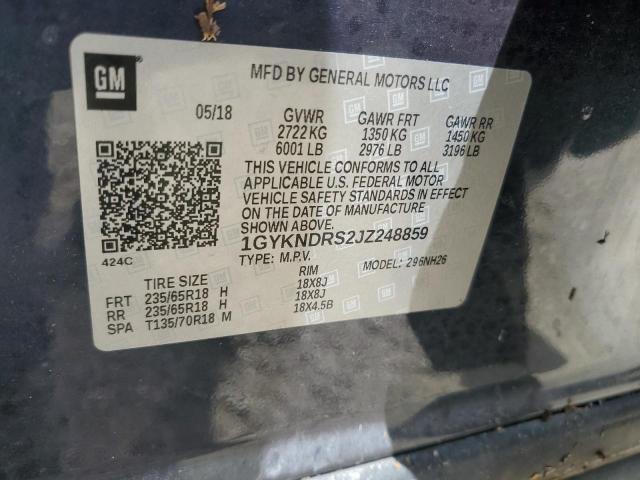 GM
MFD BY GENERAL MOTORS LLC
05/18 GVWR GAWR FRT GAWR RR
2722 KG 1350 KG 1450 KG
6001 LB 2976 LB 3196 LB
THIS VEHICLE CONFORMS TO ALL
APPLICABLE U.S. FEDERAL MOTOR
VEHICLE SAFETY STANDARDS IN EFFECT
ON THE DATE OF MANUFACTURE
SHOWN ABOVE.
1GYKNDRS2JZ248859
424C TYPE: M.P.V. MODEL: 296NH26
TIRE SIZE RIM
FRT 235/65R18 H 18X8J
RR 235/65R18 H 18X8J
SPA T135/70R18 M 18X4.5B